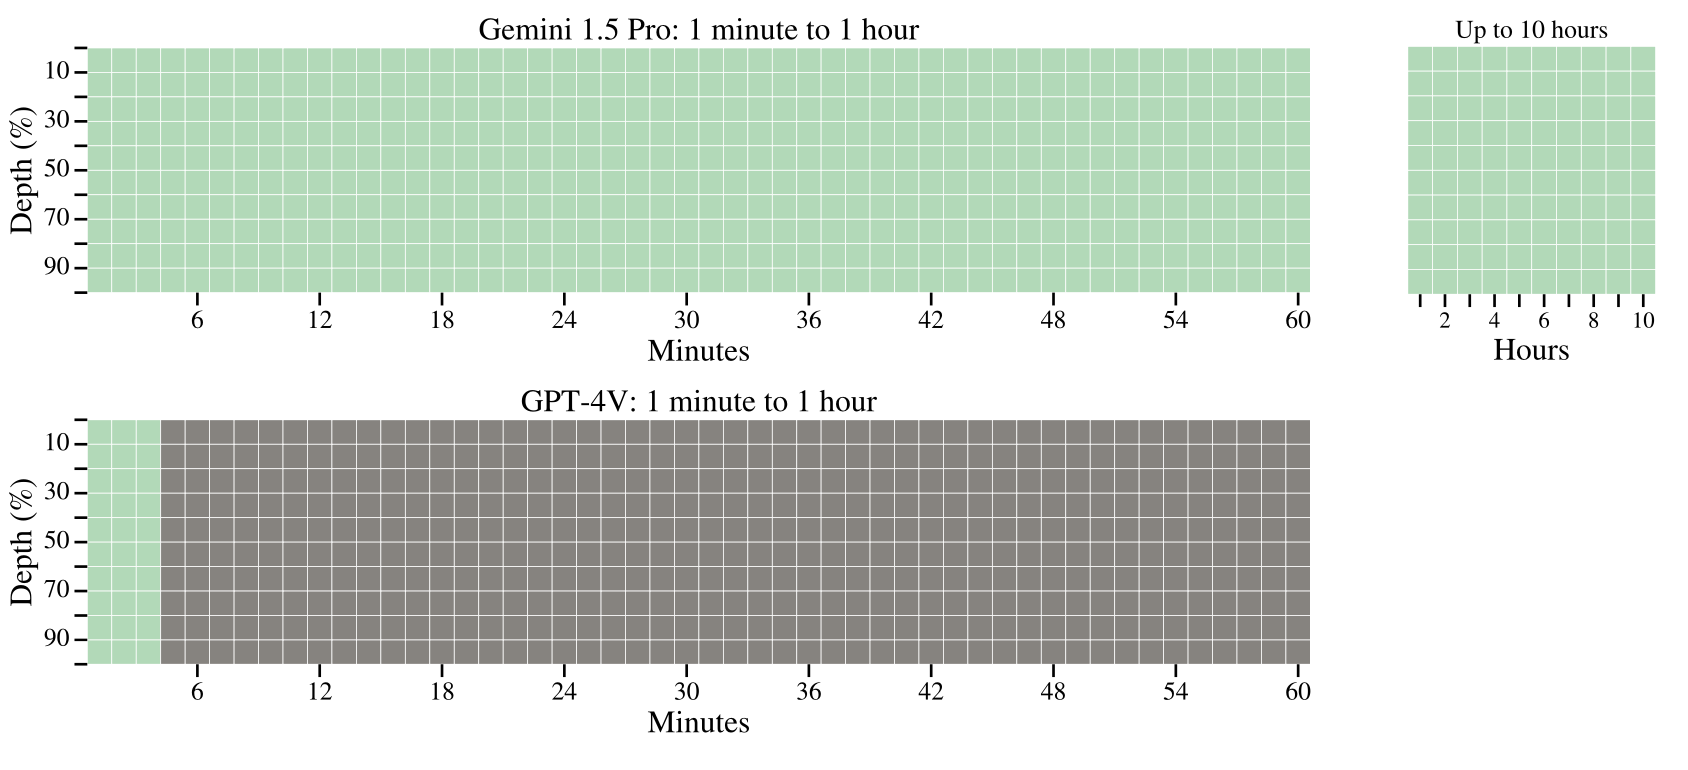 Gemini 1.5 Pro: 1 minute to 1 hour
Depth (%)
10
30
50
70
90
6 12 18 24 30 36 42 48 54 60
Minutes
Up to 10 hours
2 4 6 8 10
Hours
GPT-4V: 1 minute to 1 hour
Depth (%)
10
30
50
70
90
6 12 18 24 30 36 42 48 54 60
Minutes